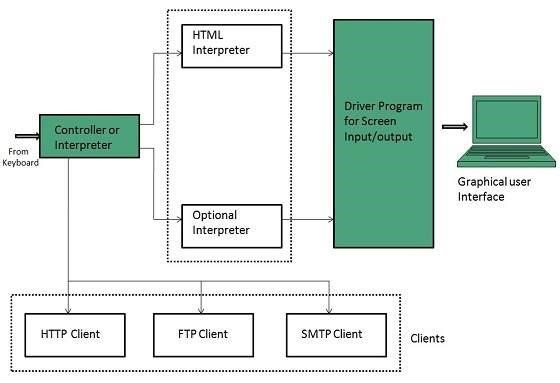 HTML
Interpreter
Controller or
Interpreter
From
Keyboard
Driver Program
for Screen
Input/output
Graphical user
Interface
Optional
Interpreter
HTTP Client
FTP Client
SMTP Client
Clients